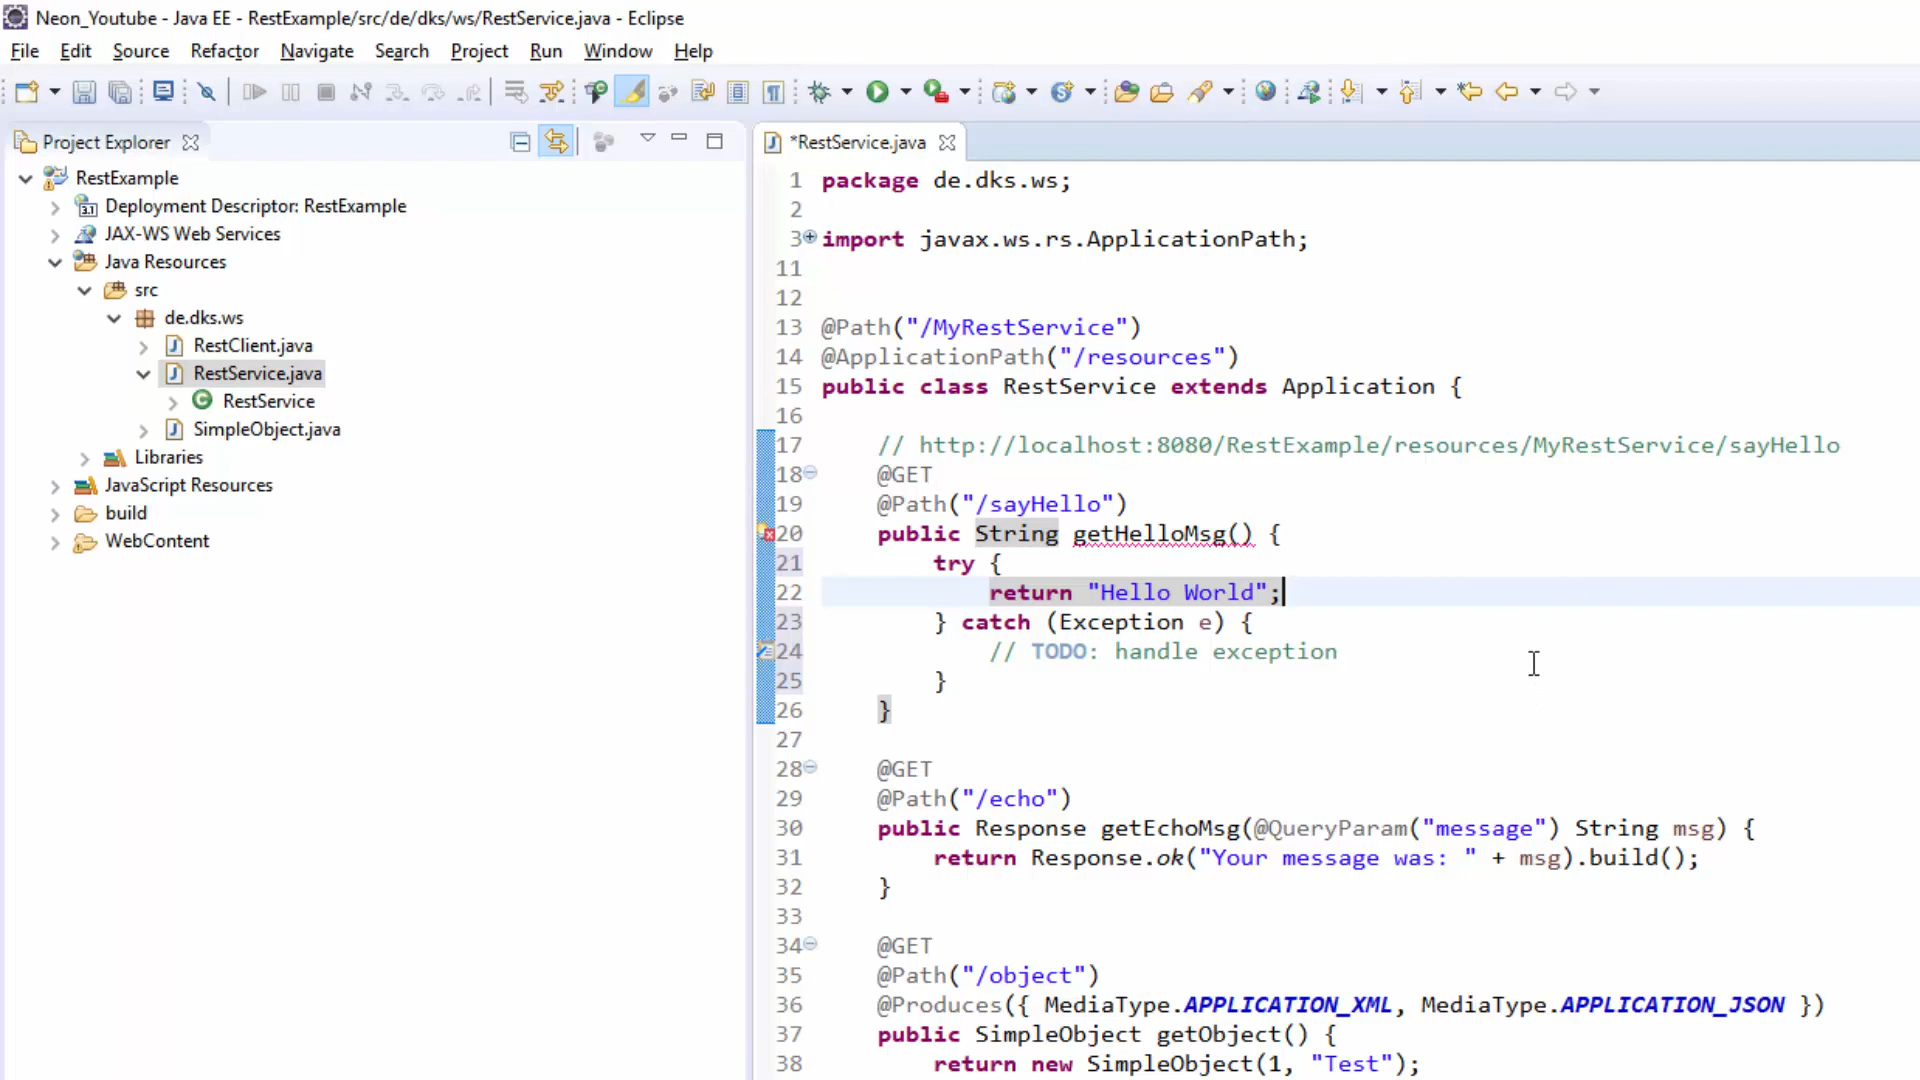 Neon_Youtube - Java EE - RestExample/src/de/dks/ws/RestService.java - Eclipse
File Edit Source Refactor Navigate Search Project Run Window Help
Project Explorer
RestExample
3.1 Deployment Descriptor: RestExample
JAX-WS Web Services
Java Resources
src
de.dks.ws
RestClient.java
RestService.java
RestService
SimpleObject.java
Libraries
JavaScript Resources
build
WebContent
*RestService.java
1 package de.dks.ws;
2
3 import javax.ws.rs.ApplicationPath;
11
12
13 @Path("/MyRestService")
14 @ApplicationPath("/resources")
15 public class RestService extends Application {
16
17 // http://localhost:8080/RestExample/resources/MyRestService/sayHello
18 @GET
19 @Path("/sayHello")
20 public String getHelloMsg() {
21 try {
22 return "Hello World";
23 } catch (Exception e) {
24 // TODO: handle exception
25 }
26 }
27
28 @GET
29 @Path("/echo")
30 public Response getEchoMsg(@QueryParam("message") String msg) {
31 return Response.ok("Your message was: " + msg).build();
32 }
33
34 @GET
35 @Path("/object")
36 @Produces({ MediaType.APPLICATION_XML, MediaType.APPLICATION_JSON })
37 public SimpleObject getObject() {
38 return new SimpleObject(1, "Test");